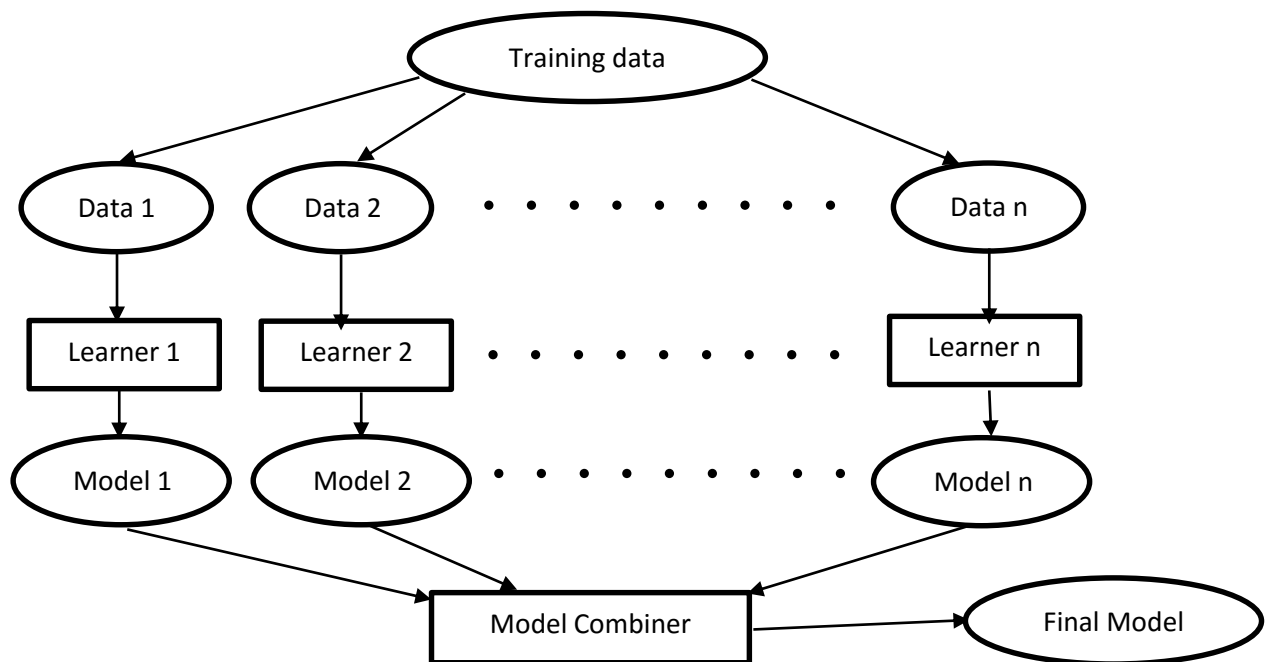 Training data
Data 1
Data 2
Data n
Learner 1
Learner 2
Learner n
Model 1
Model 2
Model n
Model Combiner
Final Model